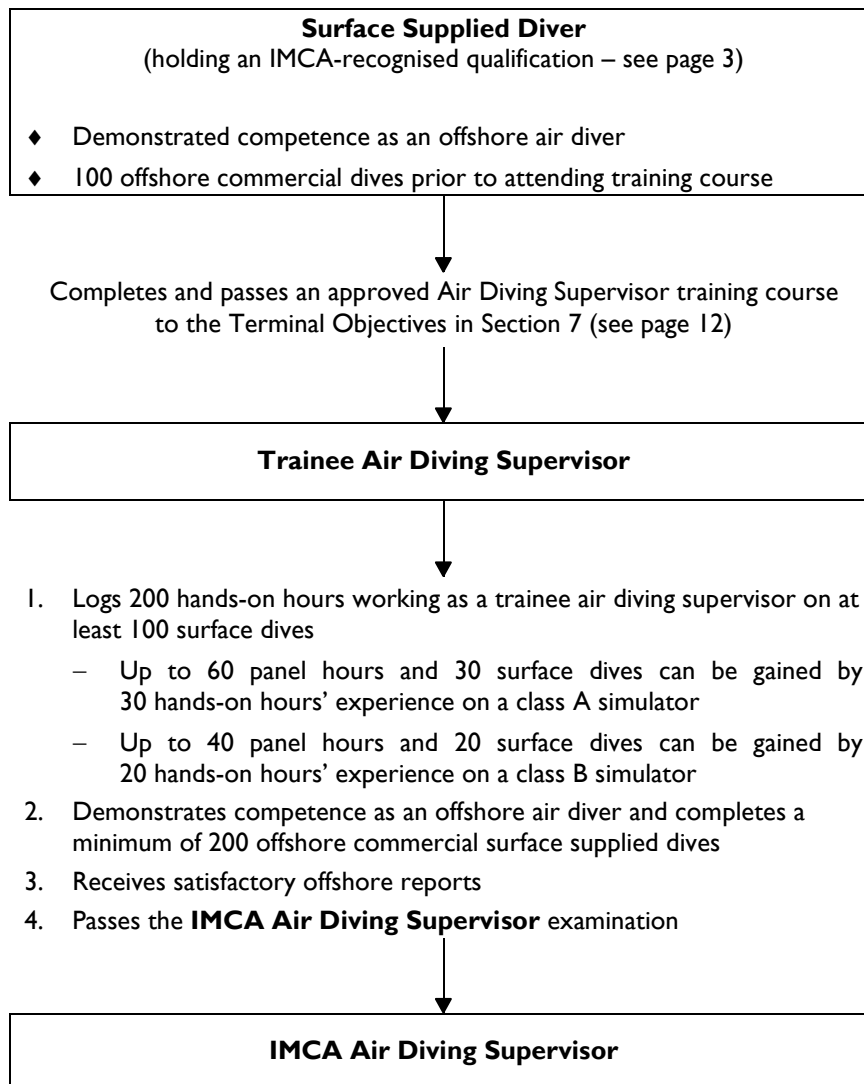 Surface Supplied Diver
(holding an IMCA-recognised qualification – see page 3)
♦ Demonstrated competence as an offshore air diver
♦ 100 offshore commercial dives prior to attending training course
Completes and passes an approved Air Diving Supervisor training course
to the Terminal Objectives in Section 7 (see page 12)
Trainee Air Diving Supervisor
1. Logs 200 hands-on hours working as a trainee air diving supervisor on at
least 100 surface dives
– Up to 60 panel hours and 30 surface dives can be gained by
30 hands-on hours’ experience on a class A simulator
– Up to 40 panel hours and 20 surface dives can be gained by
20 hands-on hours’ experience on a class B simulator
2. Demonstrates competence as an offshore air diver and completes a
minimum of 200 offshore commercial surface supplied dives
3. Receives satisfactory offshore reports
4. Passes the IMCA Air Diving Supervisor examination
IMCA Air Diving Supervisor